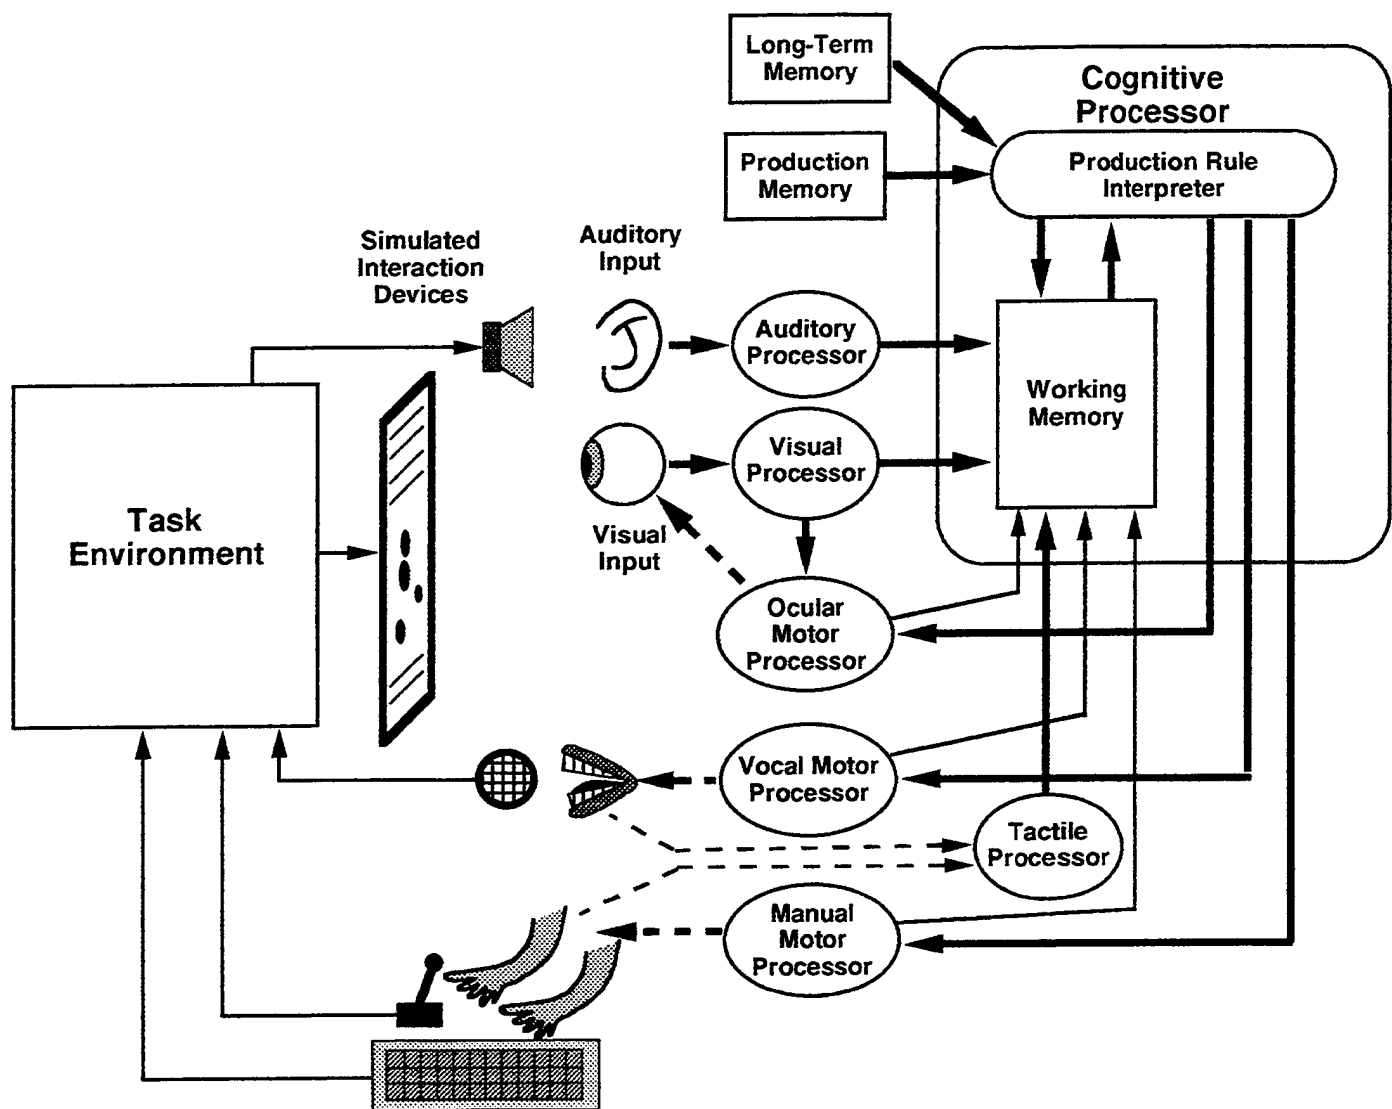 Long-Term
Memory
Cognitive
Processor
Production
Memory
Production Rule
Interpreter
Simulated
Interaction
Devices
Auditory
Input
Auditory
Processor
Working
Memory
Visual
Processor
Task
Environment
Visual
Input
Ocular
Motor
Processor
Vocal Motor
Processor
Tactile
Processor
Manual
Motor
Processor